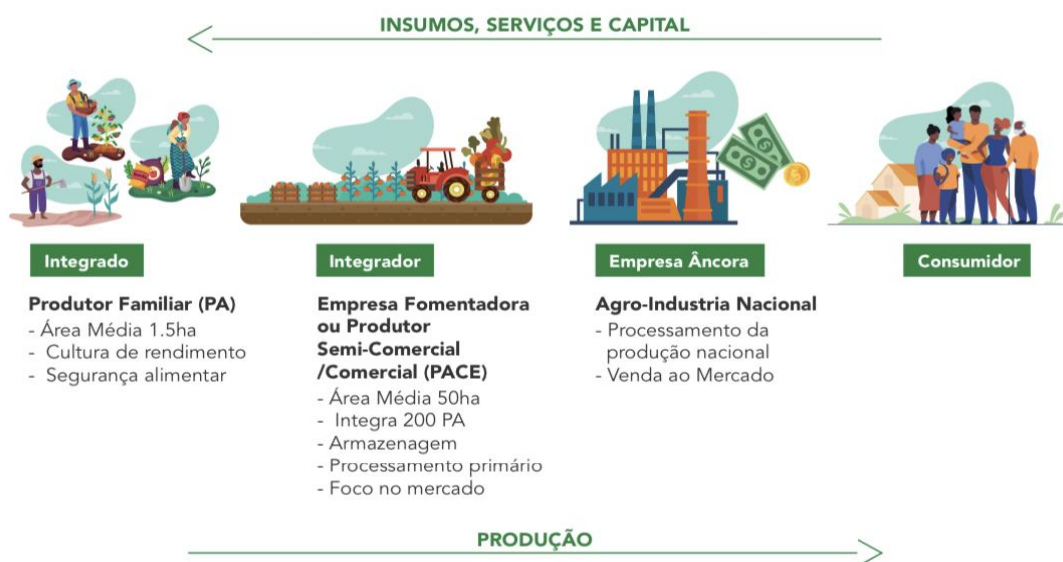 INSUMOS, SERVIÇOS E CAPITAL
Integrado
Produtor Familiar (PA)
- Área Média 1.5ha
- Cultura de rendimento
- Segurança alimentar
Integrador
Empresa Fomentadora
ou Produtor
Semi-Comercial
/Comercial (PACE)
- Área Média 50ha
- Integra 200 PA
- Armazenagem
- Processamento primário
- Foco no mercado
Empresa Âncora
Agro-Industria Nacional
- Processamento da
produção nacional
- Venda ao Mercado
Consumidor
PRODUÇÃO